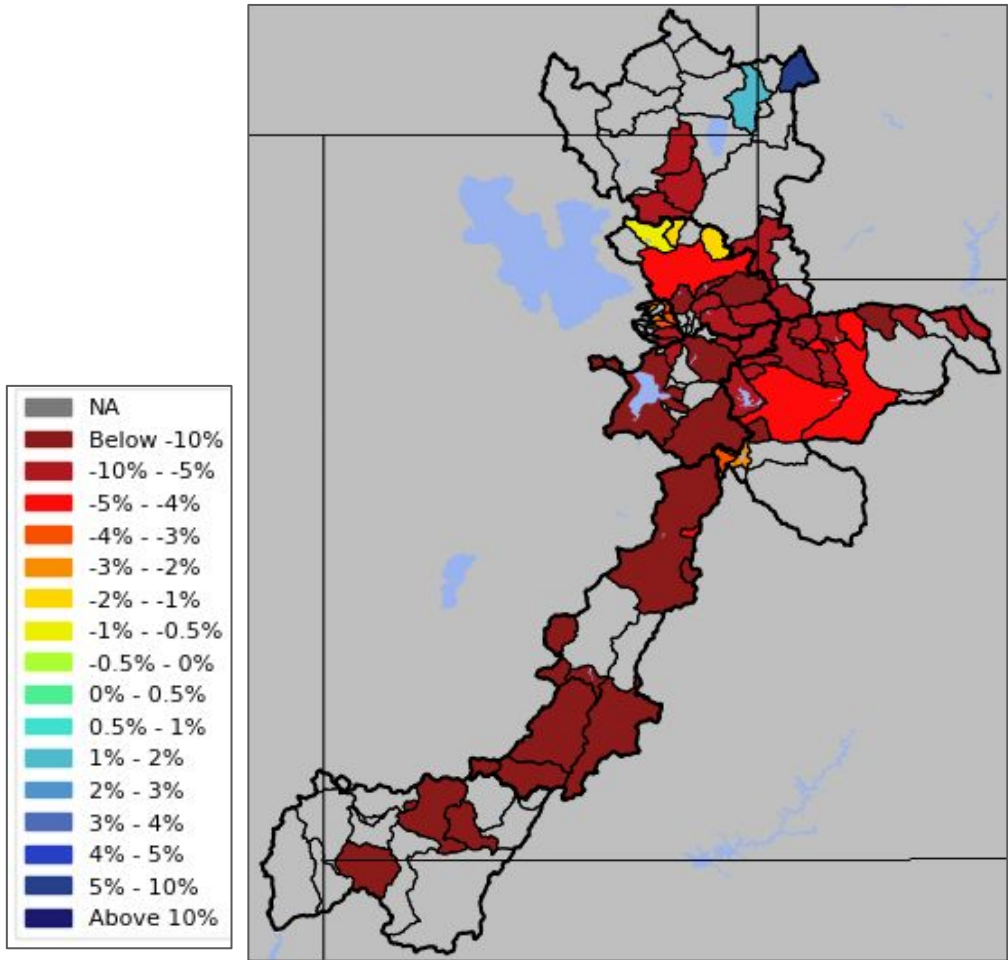 NA
Below -10%
-10% - -5%
-5% - -4%
-4% - -3%
-3% - -2%
-2% - -1%
-1% - -0.5%
-0.5% - 0%
0% - 0.5%
0.5% - 1%
1% - 2%
2% - 3%
3% - 4%
4% - 5%
5% - 10%
Above 10%